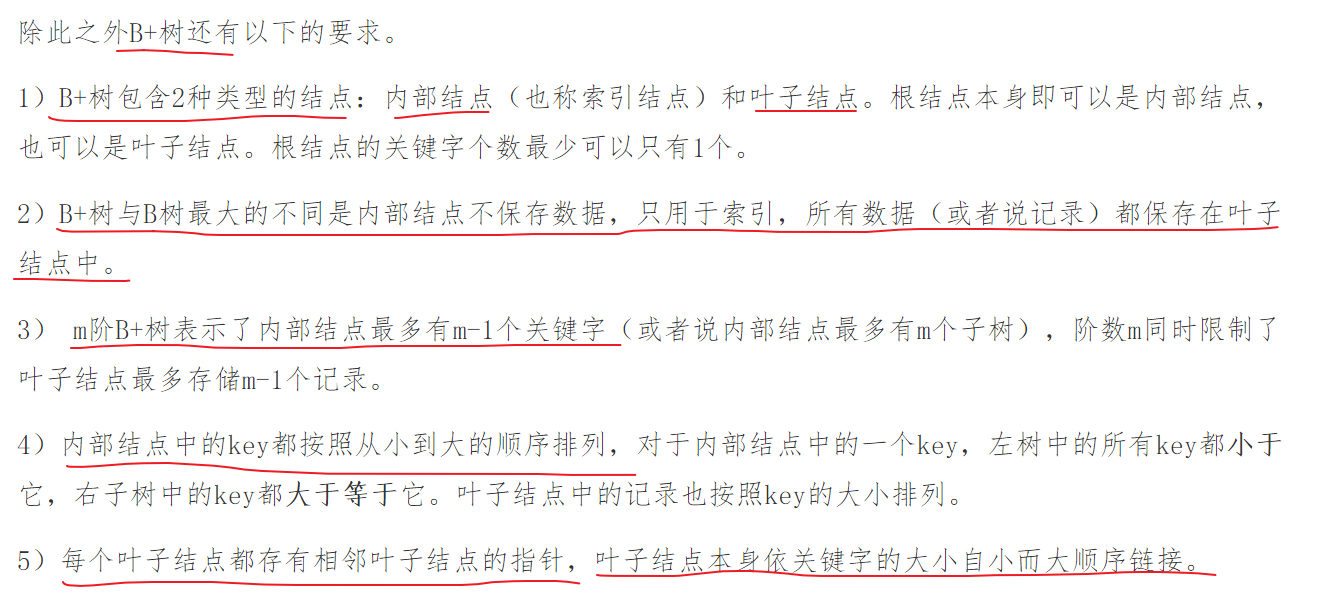 除此之外B+树还有以下的要求。
1）B+树包含2种类型的结点：内部结点（也称索引结点）和叶子结点。根结点本身即可以是内部结点，
也可以是叶子结点。根结点的关键字个数最少可以只有1个。
2）B+树与B树最大的不同是内部结点不保存数据，只用于索引，所有数据（或者说记录）都保存在叶子
结点中。
3） m阶B+树表示了内部结点最多有m-1个关键字（或者说内部结点最多有m个子树），阶数m同时限制了
叶子结点最多存储m-1个记录。
4）内部结点中的key都按照从小到大的顺序排列，对于内部结点中的一个key，左树中的所有key都小于
它，右子树中的key都大于等于它。叶子结点中的记录也按照key的大小排列。
5）每个叶子结点都存有相邻叶子结点的指针，叶子结点本身依关键字的大小自小而大顺序链接。